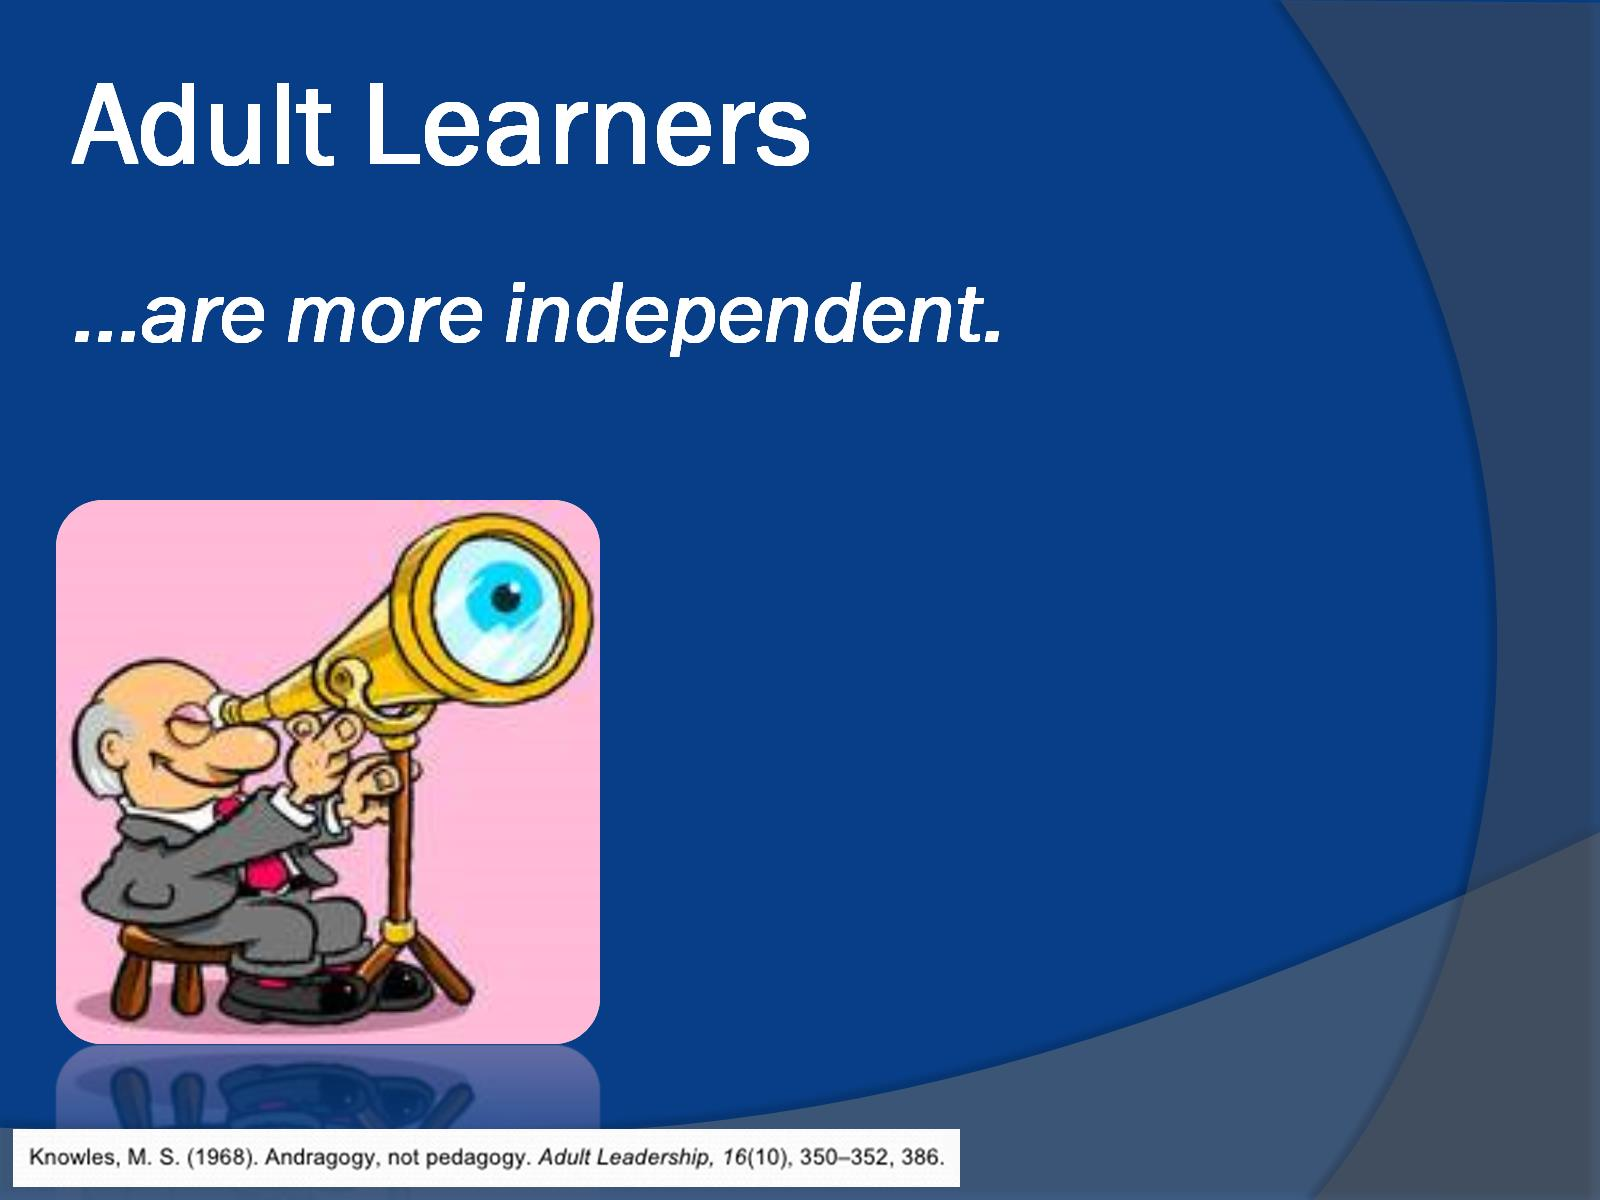 Adult Learners
…are more independent.
Knowles, M. S. (1968). Andragogy, not pedagogy. Adult Leadership, 16(10), 350–352, 386.